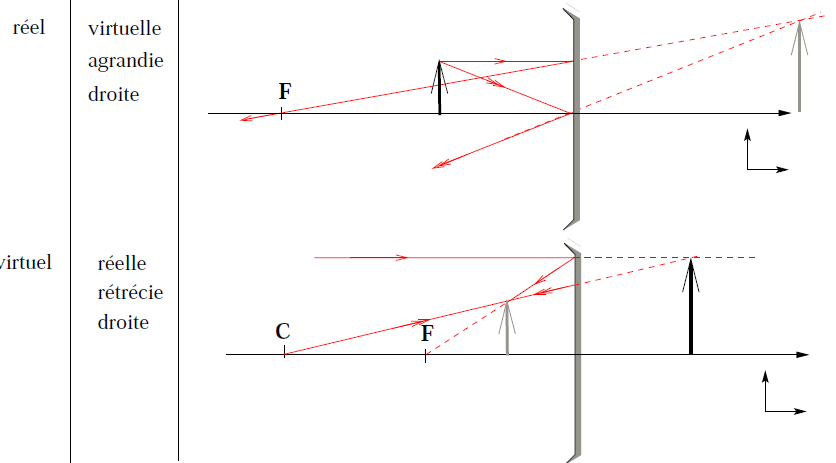 réel
virtuelle
agrandie
droite
F
virtuel
réelle
rétrécie
droite
C
F